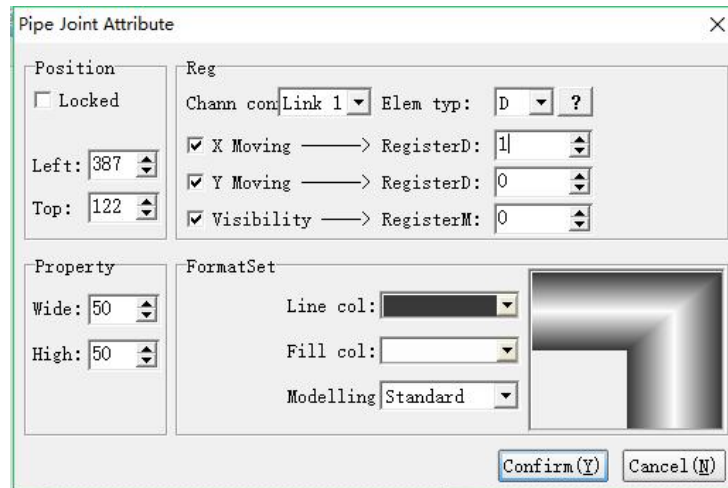 Pipe Joint Attribute
Position
Locked
Left: 387
Top: 122
Reg
Chann con Link 1 Elem typ: D ?
X Moving ——> RegisterD: 1
Y Moving ——> RegisterD: 0
Visibility ——> RegisterM: 0
Property
Wide: 50
High: 50
FormatSet
Line col:
Fill col:
Modelling Standard
Confirm(Y) Cancel(N)